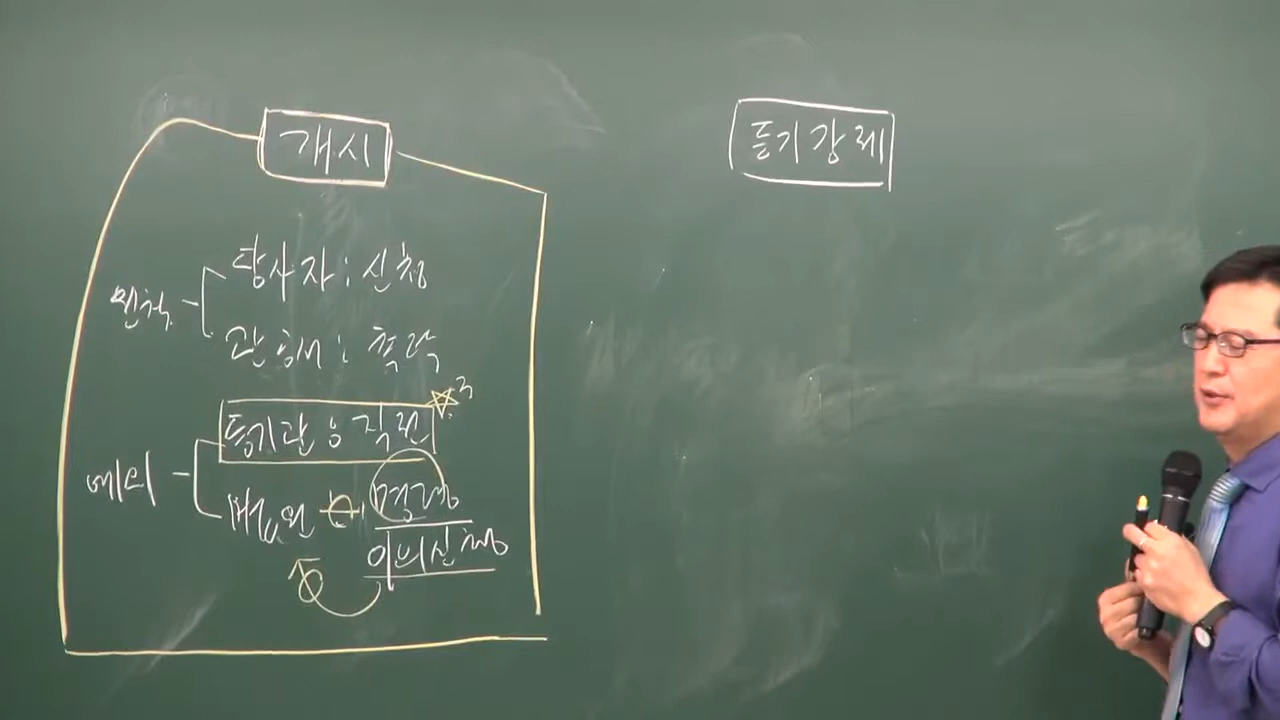 개시
등기강제
원칙
당사자 : 신청
관공서 : 촉탁
예외
등기관 직권
3
법원 명령
이의신청